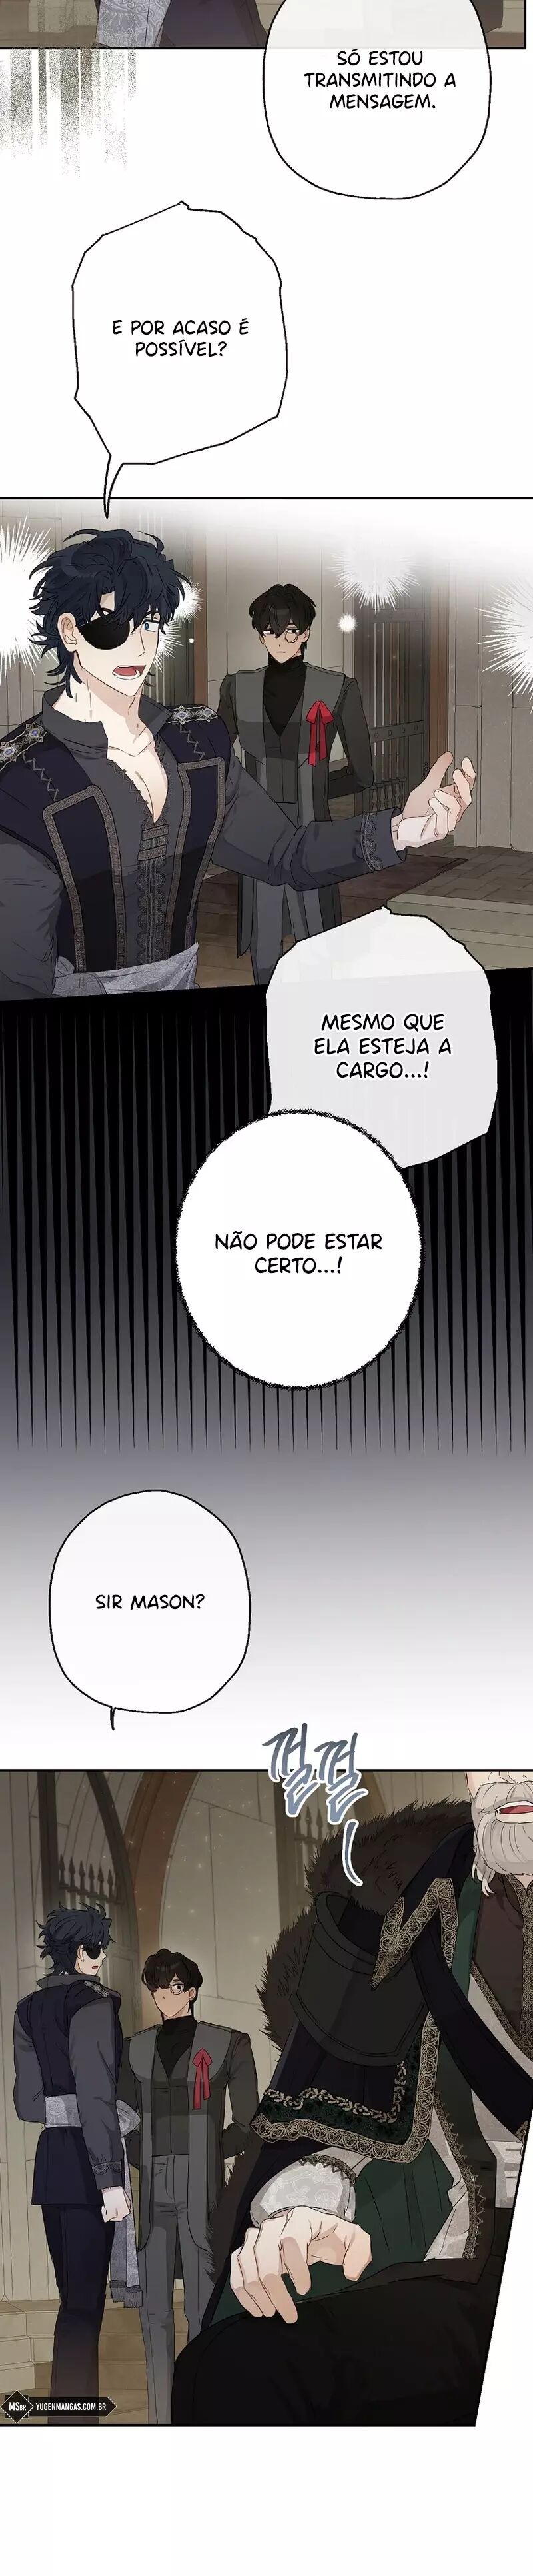 SÓ ESTOU
TRANSMITINDO A
MENSAGEM.
E POR ACASO É
POSSÍVEL?
MESMO QUE
ELA ESTEJA A
CARGO...!
NÃO PODE ESTAR
CERTO...!
SIR MASON?
껄껄
MSBR YUGENMANGAS.COM.BR